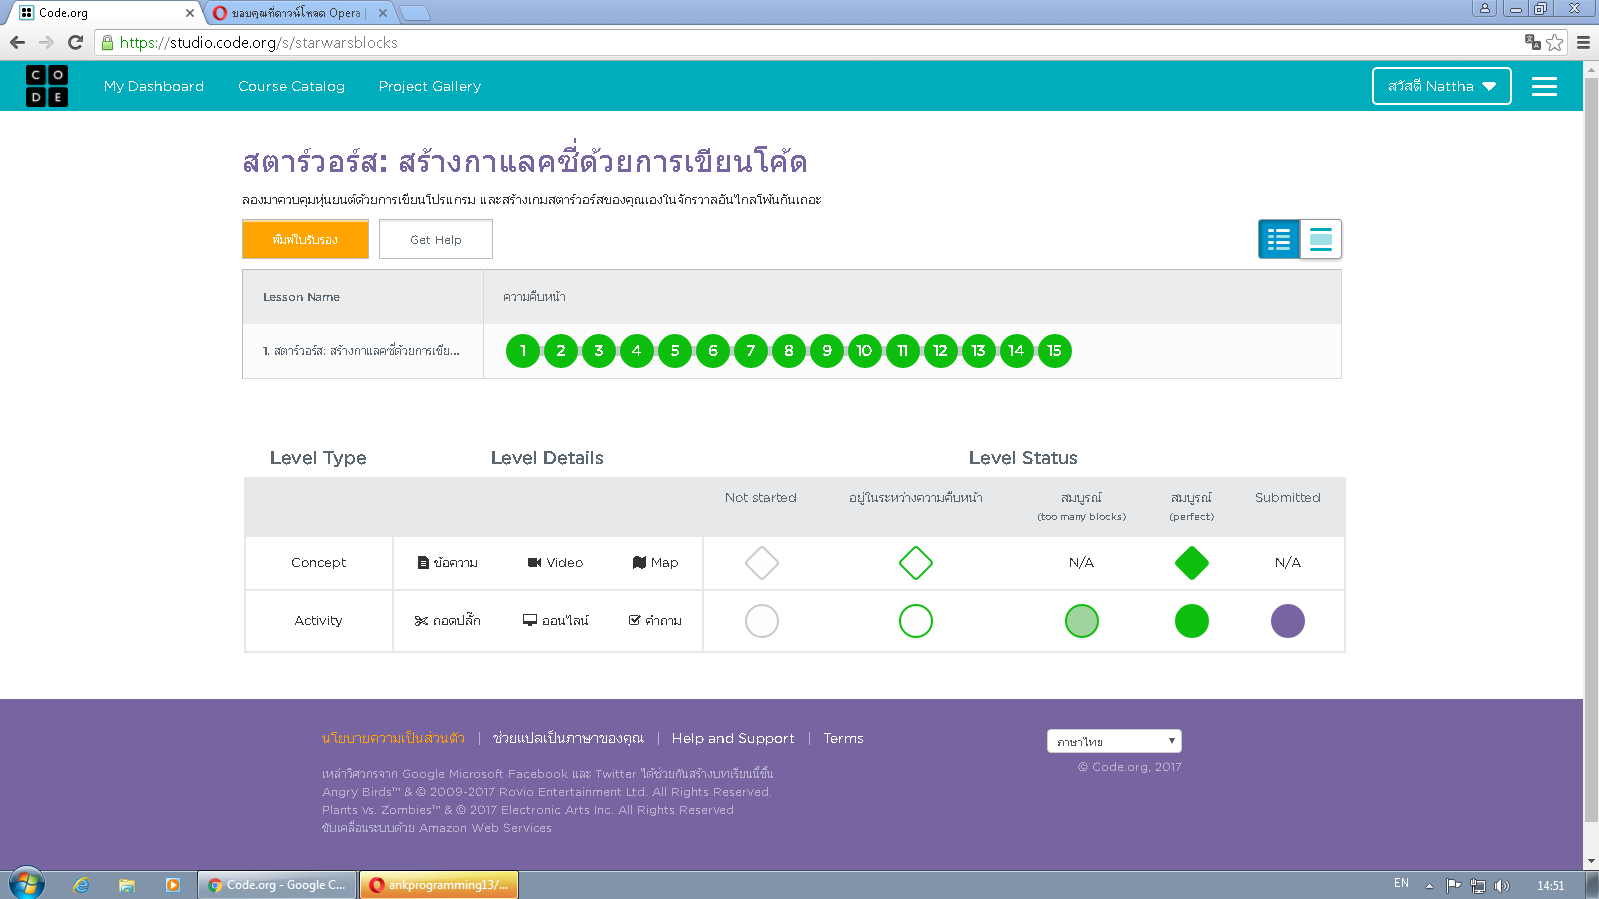 Code.org
ขอบคุณที่ดาวน์โหลด Opera |
https://studio.code.org/s/starwarsblocks
CODE
My Dashboard
Course Catalog
Project Gallery
สวัสดี Nattha
สตาร์วอร์ส: สร้างกาแลคซี่ด้วยการเขียนโค้ด
ลองมาควบคุมหุ่นยนต์ด้วยการเขียนโปรแกรม และสร้างเกมสตาร์วอร์สของคุณเองในจักรวาลอันไกลโพ้นกันเถอะ
พิมพ์ใบรับรอง
Get Help
Lesson Name
ความคืบหน้า
1. สตาร์วอร์ส: สร้างกาแลคซี่ด้วยการเขีย...
1 2 3 4 5 6 7 8 9 10 11 12 13 14 15
Level Type
Level Details
Level Status
Not started
อยู่ในระหว่างความคืบหน้า
สมบูรณ์
(too many blocks)
สมบูรณ์
(perfect)
Submitted
Concept
ข้อความ
Video
Map
N/A
N/A
Activity
ถอดปลั๊ก
ออนไลน์
คำถาม
นโยบายความเป็นส่วนตัว | ช่วยแปลเป็นภาษาของคุณ | Help and Support | Terms
ภาษาไทย
© Code.org, 2017
เหล่าวิศวกรจาก Google Microsoft Facebook และ Twitter ได้ช่วยกันสร้างบทเรียนนี้ขึ้น
Angry Birds™ & © 2009-2017 Rovio Entertainment Ltd. All Rights Reserved.
Plants vs. Zombies™ & © 2017 Electronic Arts Inc. All Rights Reserved
ขับเคลื่อนระบบด้วย Amazon Web Services
Code.org - Google C...
ankprogramming13/...
EN
14:51